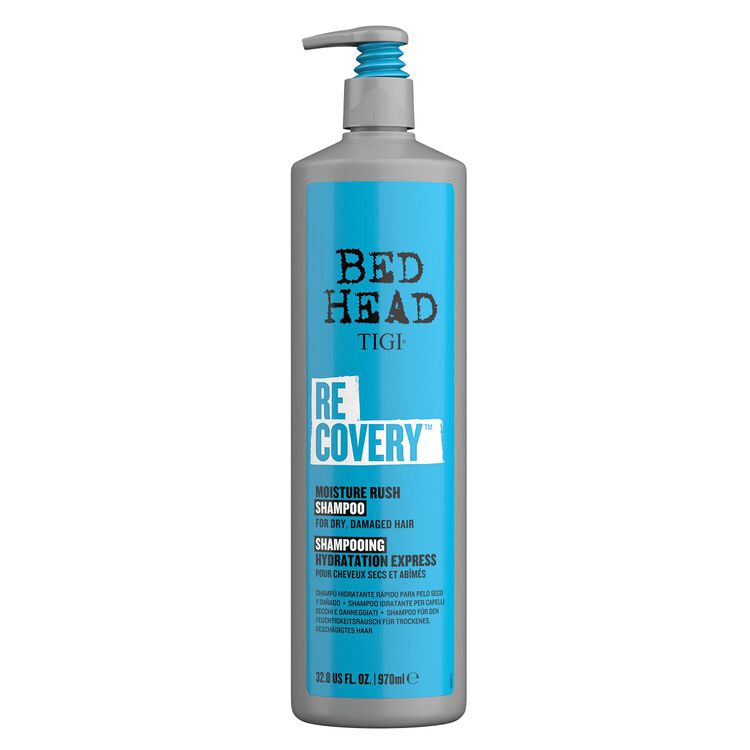 BED
HEAD
TIGI®
RE
COVERY™
MOISTURE RUSH
SHAMPOO
FOR DRY, DAMAGED HAIR
SHAMPOOING
HYDRATATION EXPRESS
POUR CHEVEUX SECS ET ABÎMÉS
CHAMPÚ HIDRATANTE RÁPIDO PARA PELO SECO
Y DAÑADO • SHAMPOO IDRATANTE PER CAPELLI
SECCHI E DANNEGGIATI • SHAMPOO FÜR DEN
FEUCHTIGKEITSRAUSCH FÜR TROCKENES,
GESCHÄDIGTES HAAR
32.8 US FL. OZ. | 970ml ℮